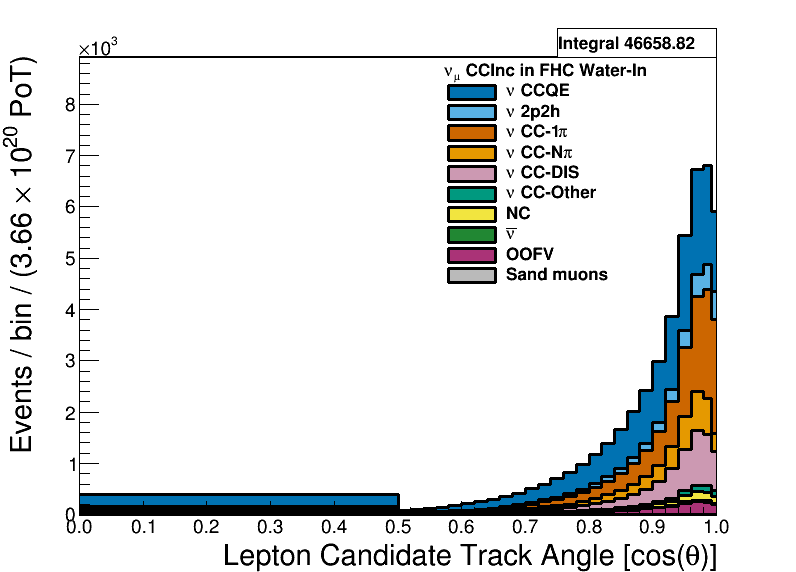 ×10³
Integral 46658.82
ν_μ CCInc in FHC Water-In
ν CCQE
ν 2p2h
ν CC-1π
ν CC-Nπ
ν CC-DIS
ν CC-Other
NC
ν̅
OOFV
Sand muons
Events / bin / (3.66 × 10²⁰ PoT)
8
7
6
5
4
3
2
1
0
0.0 0.1 0.2 0.3 0.4 0.5 0.6 0.7 0.8 0.9 1.0
Lepton Candidate Track Angle [cos(θ)]